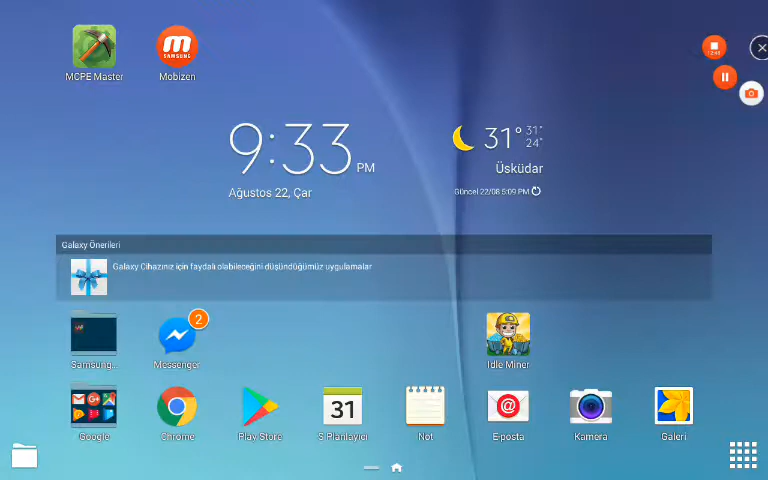 MCPE Master
Mobizen
SAMSUNG
9:33 PM
Ağustos 22, Çar
31°
31°
24°
Üsküdar
Güncel 22/08 5:09 PM
Galaxy Önerileri
Galaxy Cihazınız için faydalı olabileceğini düşündüğümüz uygulamalar
2
Samsung...
Messenger
Idle Miner
31
Google
Chrome
Play Store
S Planlayıcı
Not
E-posta
Kamera
Galeri